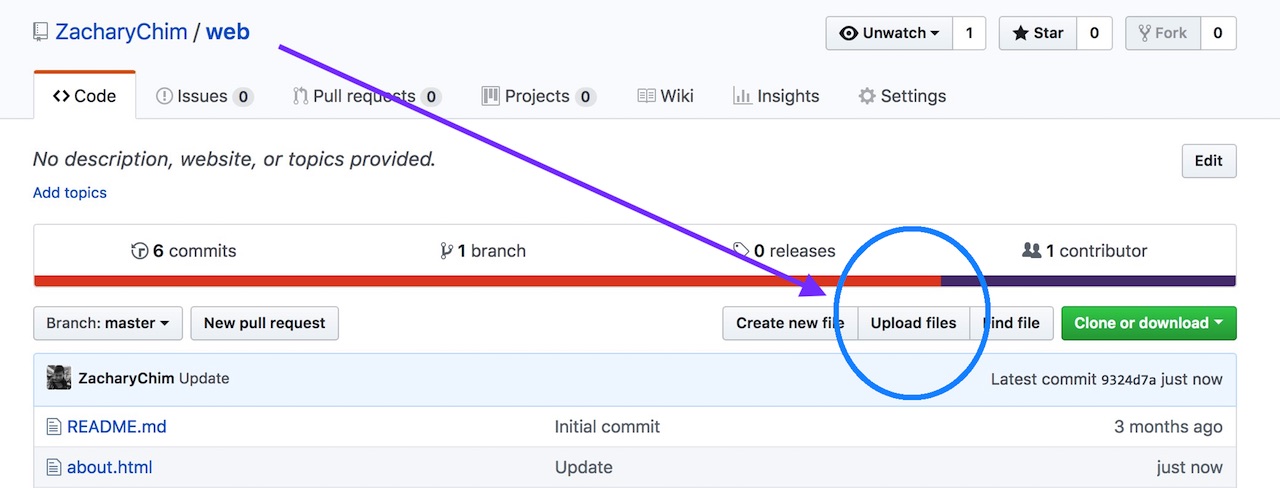 ZacharyChim / web
Unwatch 1 Star 0 Fork 0
Code Issues 0 Pull requests 0 Projects 0 Wiki Insights Settings
No description, website, or topics provided.
Edit
Add topics
6 commits 1 branch 0 releases 1 contributor
Branch: master New pull request Create new file Upload files Find file Clone or download
ZacharyChim Update Latest commit 9324d7a just now
README.md Initial commit 3 months ago
about.html Update just now